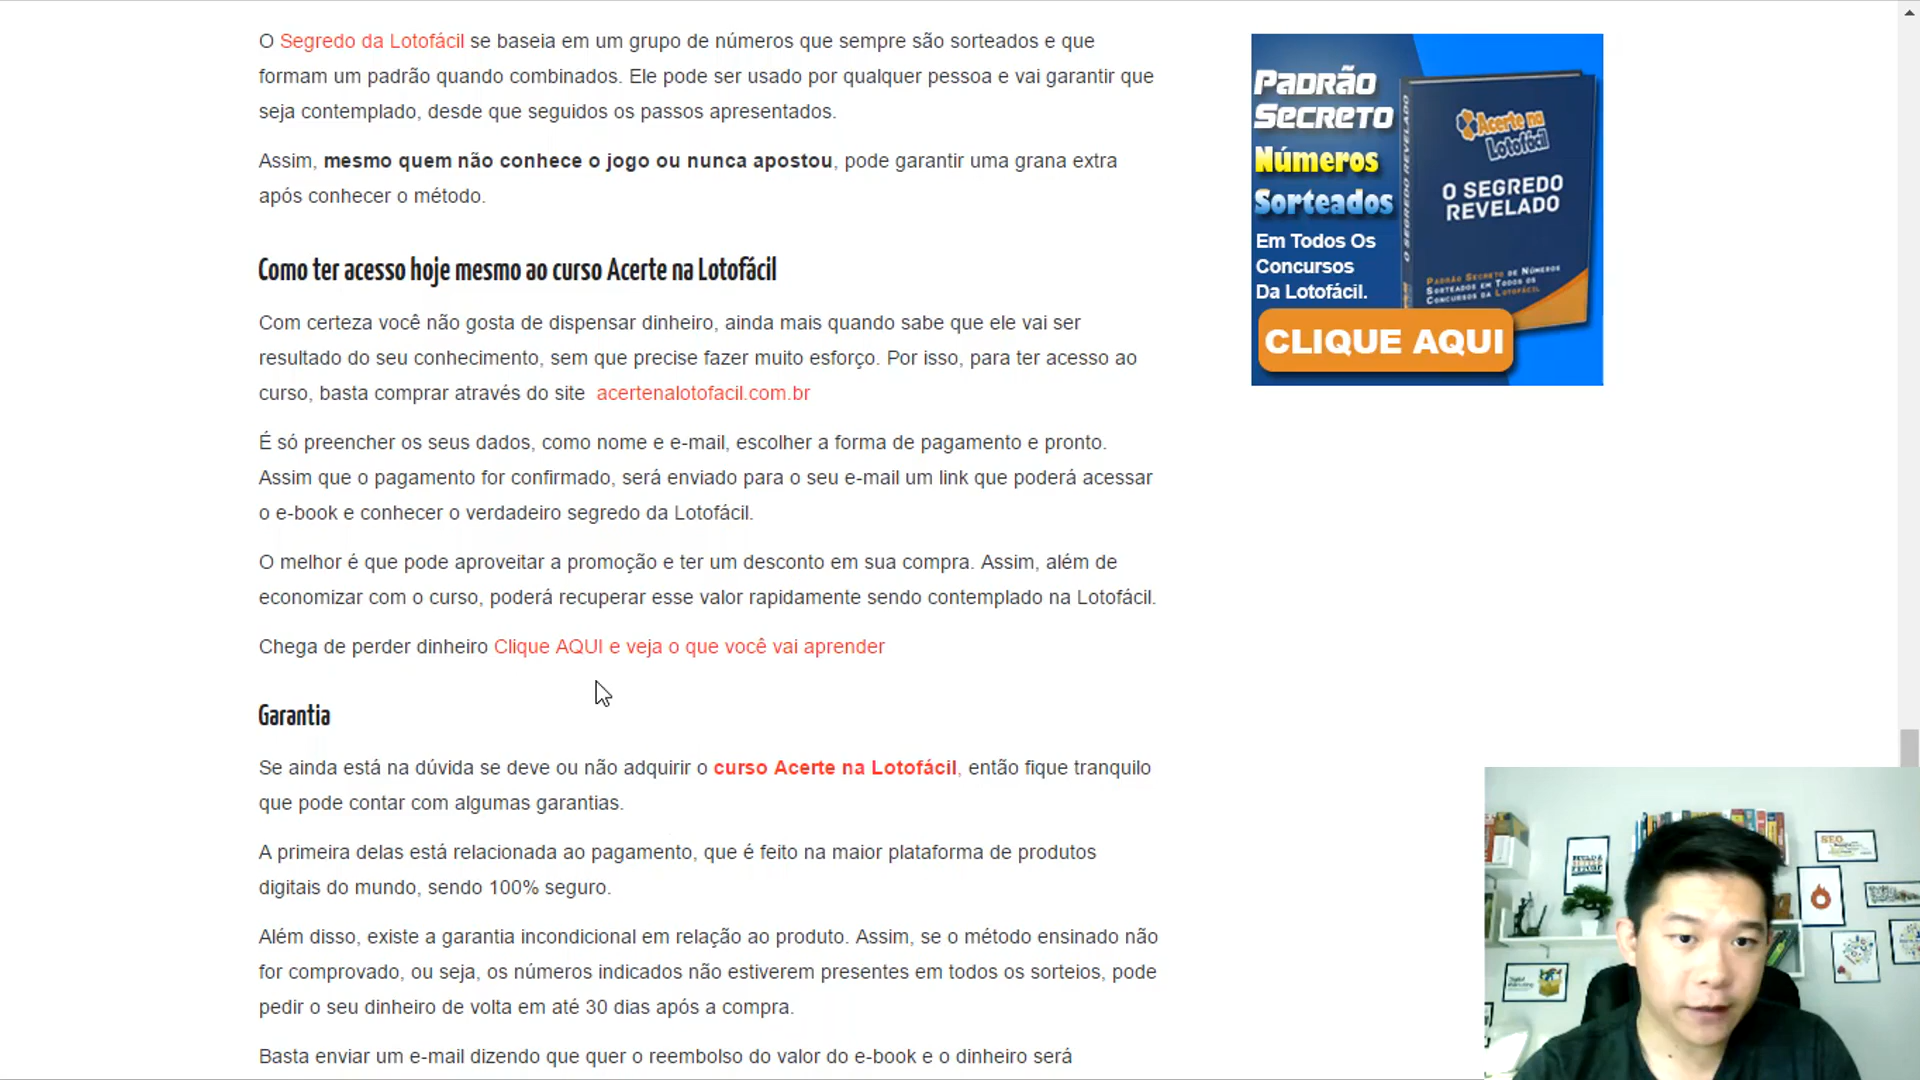 O Segredo da Lotofácil se baseia em um grupo de números que sempre são sorteados e que
formam um padrão quando combinados. Ele pode ser usado por qualquer pessoa e vai garantir que
seja contemplado, desde que seguidos os passos apresentados.
Assim, mesmo quem não conhece o jogo ou nunca apostou, pode garantir uma grana extra
após conhecer o método.
Como ter acesso hoje mesmo ao curso Acerte na Lotofácil
Com certeza você não gosta de dispensar dinheiro, ainda mais quando sabe que ele vai ser
resultado do seu conhecimento, sem que precise fazer muito esforço. Por isso, para ter acesso ao
curso, basta comprar através do site acertenalotofacil.com.br
É só preencher os seus dados, como nome e e-mail, escolher a forma de pagamento e pronto.
Assim que o pagamento for confirmado, será enviado para o seu e-mail um link que poderá acessar
o e-book e conhecer o verdadeiro segredo da Lotofácil.
O melhor é que pode aproveitar a promoção e ter um desconto em sua compra. Assim, além de
economizar com o curso, poderá recuperar esse valor rapidamente sendo contemplado na Lotofácil.
Chega de perder dinheiro Clique AQUI e veja o que você vai aprender
Garantia
Se ainda está na dúvida se deve ou não adquirir o curso Acerte na Lotofácil, então fique tranquilo
que pode contar com algumas garantias.
A primeira delas está relacionada ao pagamento, que é feito na maior plataforma de produtos
digitais do mundo, sendo 100% seguro.
Além disso, existe a garantia incondicional em relação ao produto. Assim, se o método ensinado não
for comprovado, ou seja, os números indicados não estiverem presentes em todos os sorteios, pode
pedir o seu dinheiro de volta em até 30 dias após a compra.
Basta enviar um e-mail dizendo que quer o reembolso do valor do e-book e o dinheiro será
Padrão
Secreto
Números
Sorteados
Em Todos Os
Concursos
Da Lotofácil.
CLIQUE AQUI
O SEGREDO REVELADO
Acerte na
Lotofácil
O SEGREDO
REVELADO
Padrão Secreto de Números
Sorteados em Todos os
Concursos da Lotofácil
SEO